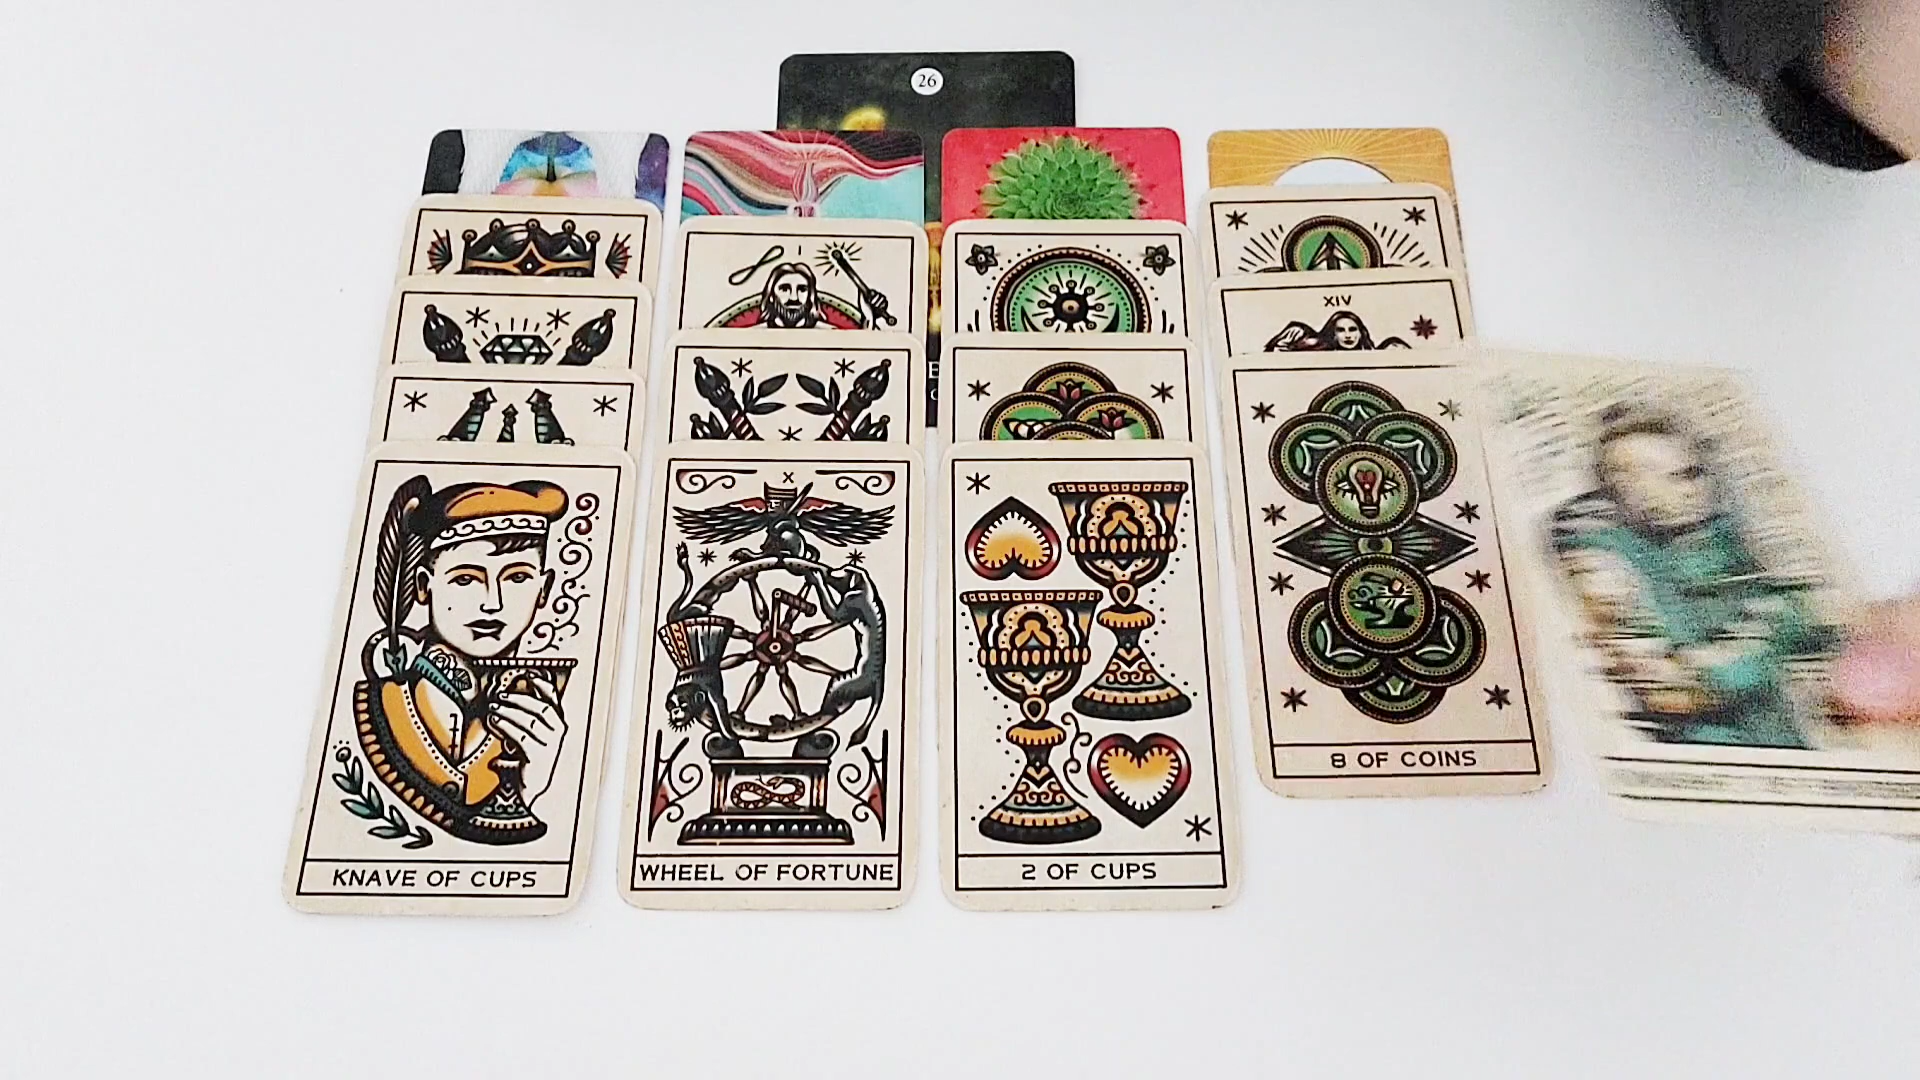 26
XIV
X
8 OF COINS
KNAVE OF CUPS
WHEEL OF FORTUNE
2 OF CUPS